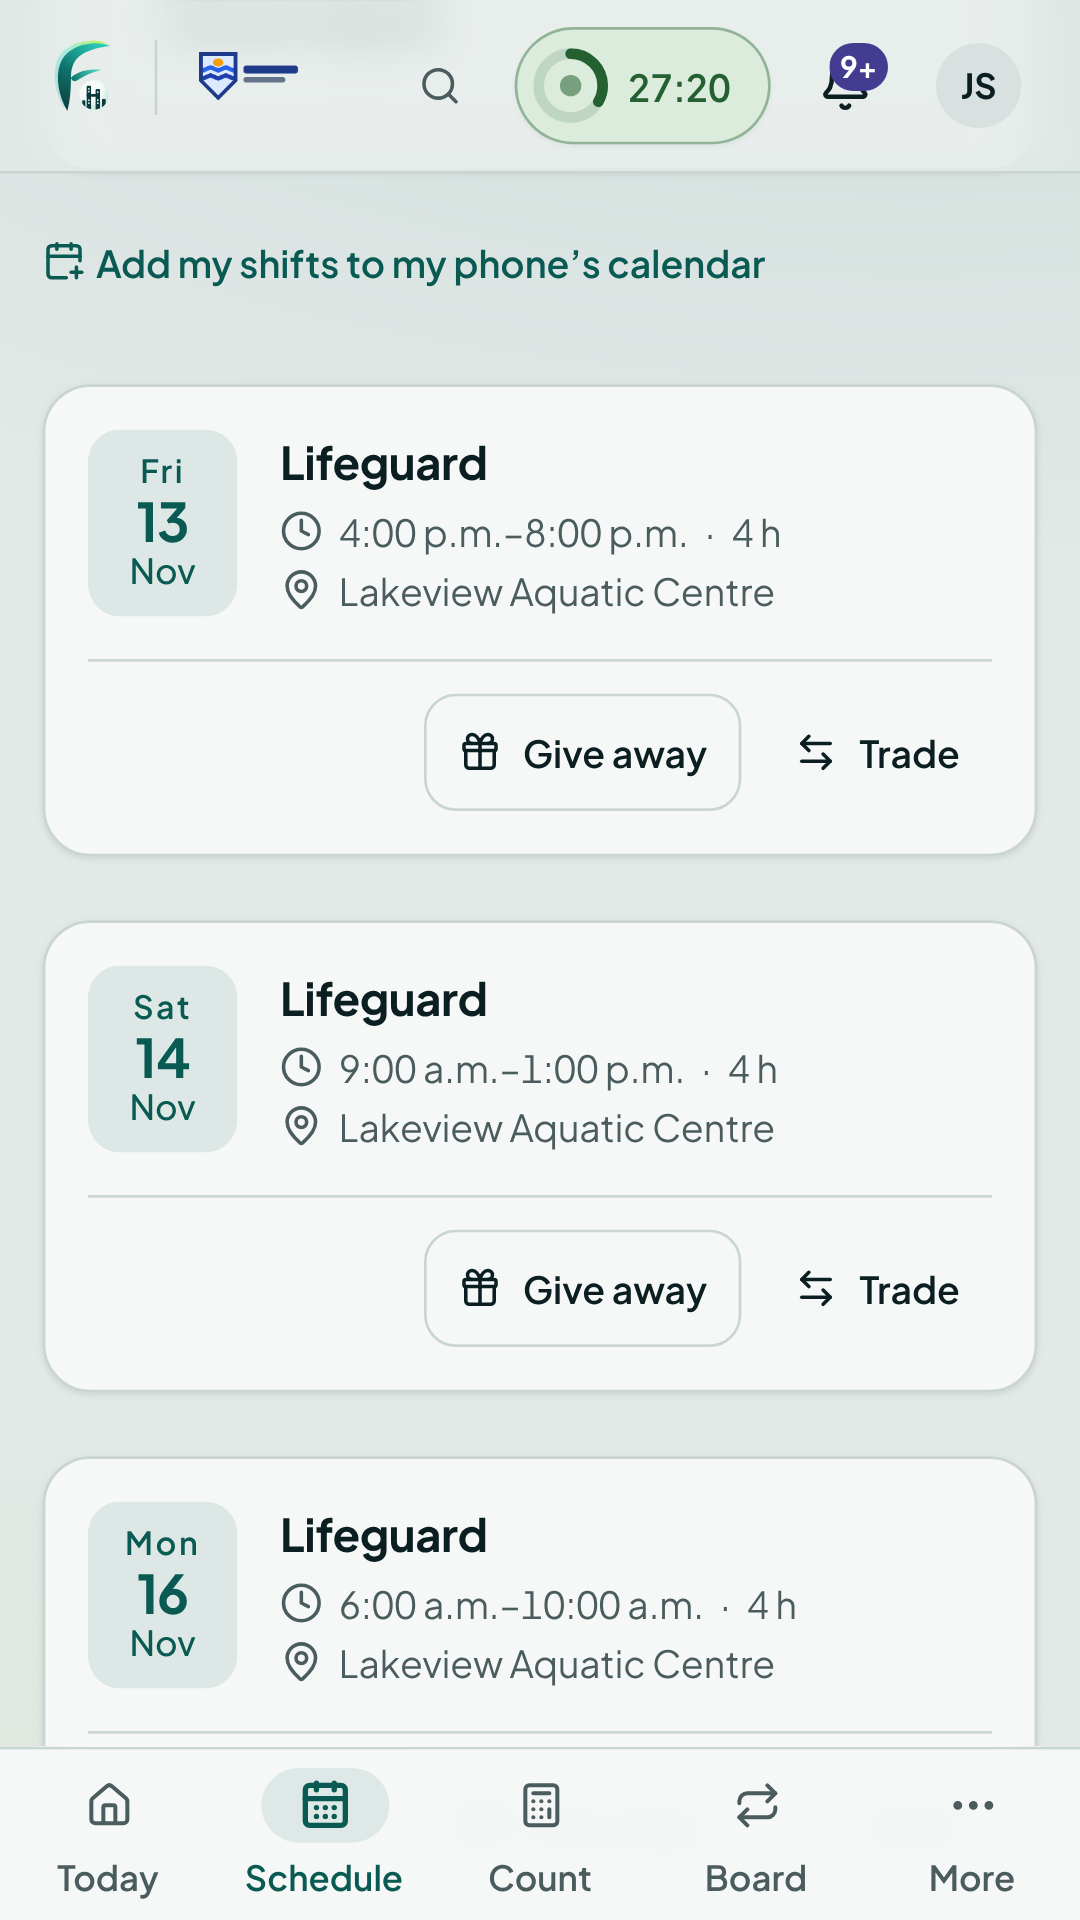 H
27:20
9+
JS
Add my shifts to my phone’s calendar
Fri
13
Nov
Lifeguard
4:00 p.m.–8:00 p.m. · 4 h
Lakeview Aquatic Centre
Give away
Trade
Sat
14
Nov
Lifeguard
9:00 a.m.–1:00 p.m. · 4 h
Lakeview Aquatic Centre
Give away
Trade
Mon
16
Nov
Lifeguard
6:00 a.m.–10:00 a.m. · 4 h
Lakeview Aquatic Centre
Today
Schedule
Count
Board
More